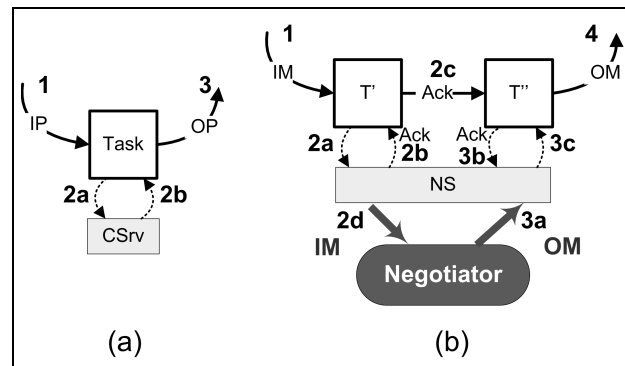 1
3
IP
OP
Task
2a
2b
CSrv
(a)
1
4
IM
2c
OM
T'
Ack
T''
2a
Ack
2b
Ack
3b
3c
NS
2d
3a
IM
OM
Negotiator
(b)